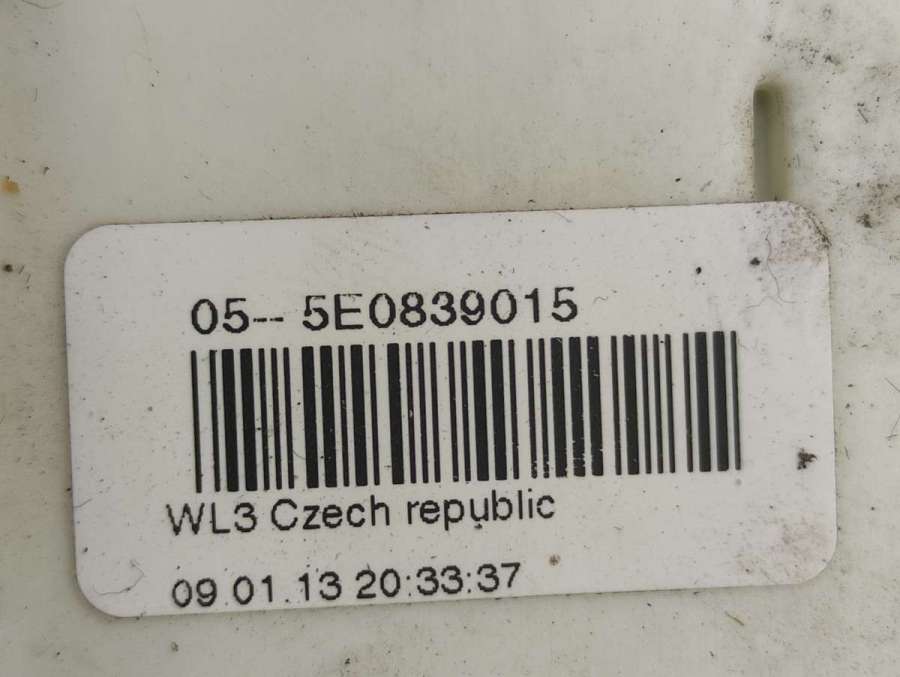 05-- 5E0839015
WL3 Czech republic
09.01.13 20:33:37